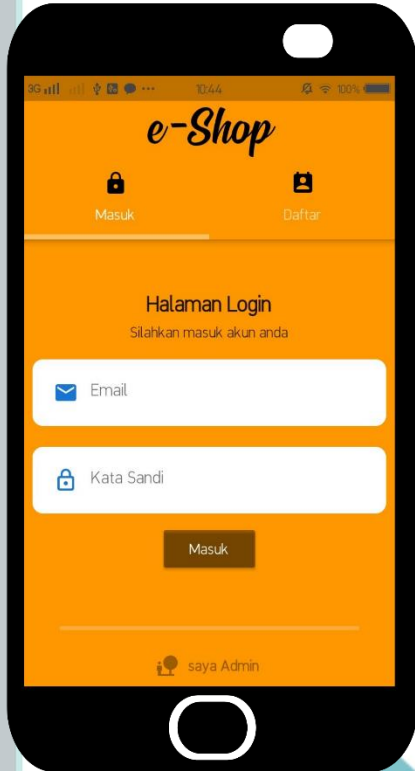 3G 10:44 100%
e-Shop
Masuk Daftar
Halaman Login
Silahkan masuk akun anda
Email
Kata Sandi
Masuk
saya Admin